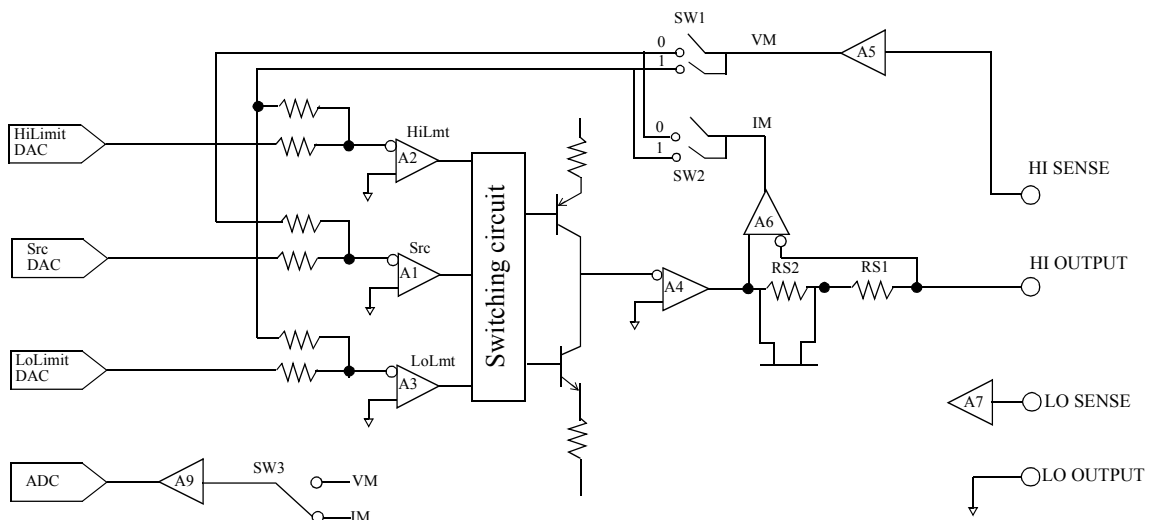 SW1
0
1
VM
A5
HiLimit
DAC
HiLmt
A2
IM
0
1
SW2
HI SENSE
A6
Src
DAC
Src
A1
Switching circuit
A4
RS2
RS1
HI OUTPUT
LoLimit
DAC
LoLmt
A3
A7
LO SENSE
ADC
A9
SW3
VM
IM
LO OUTPUT